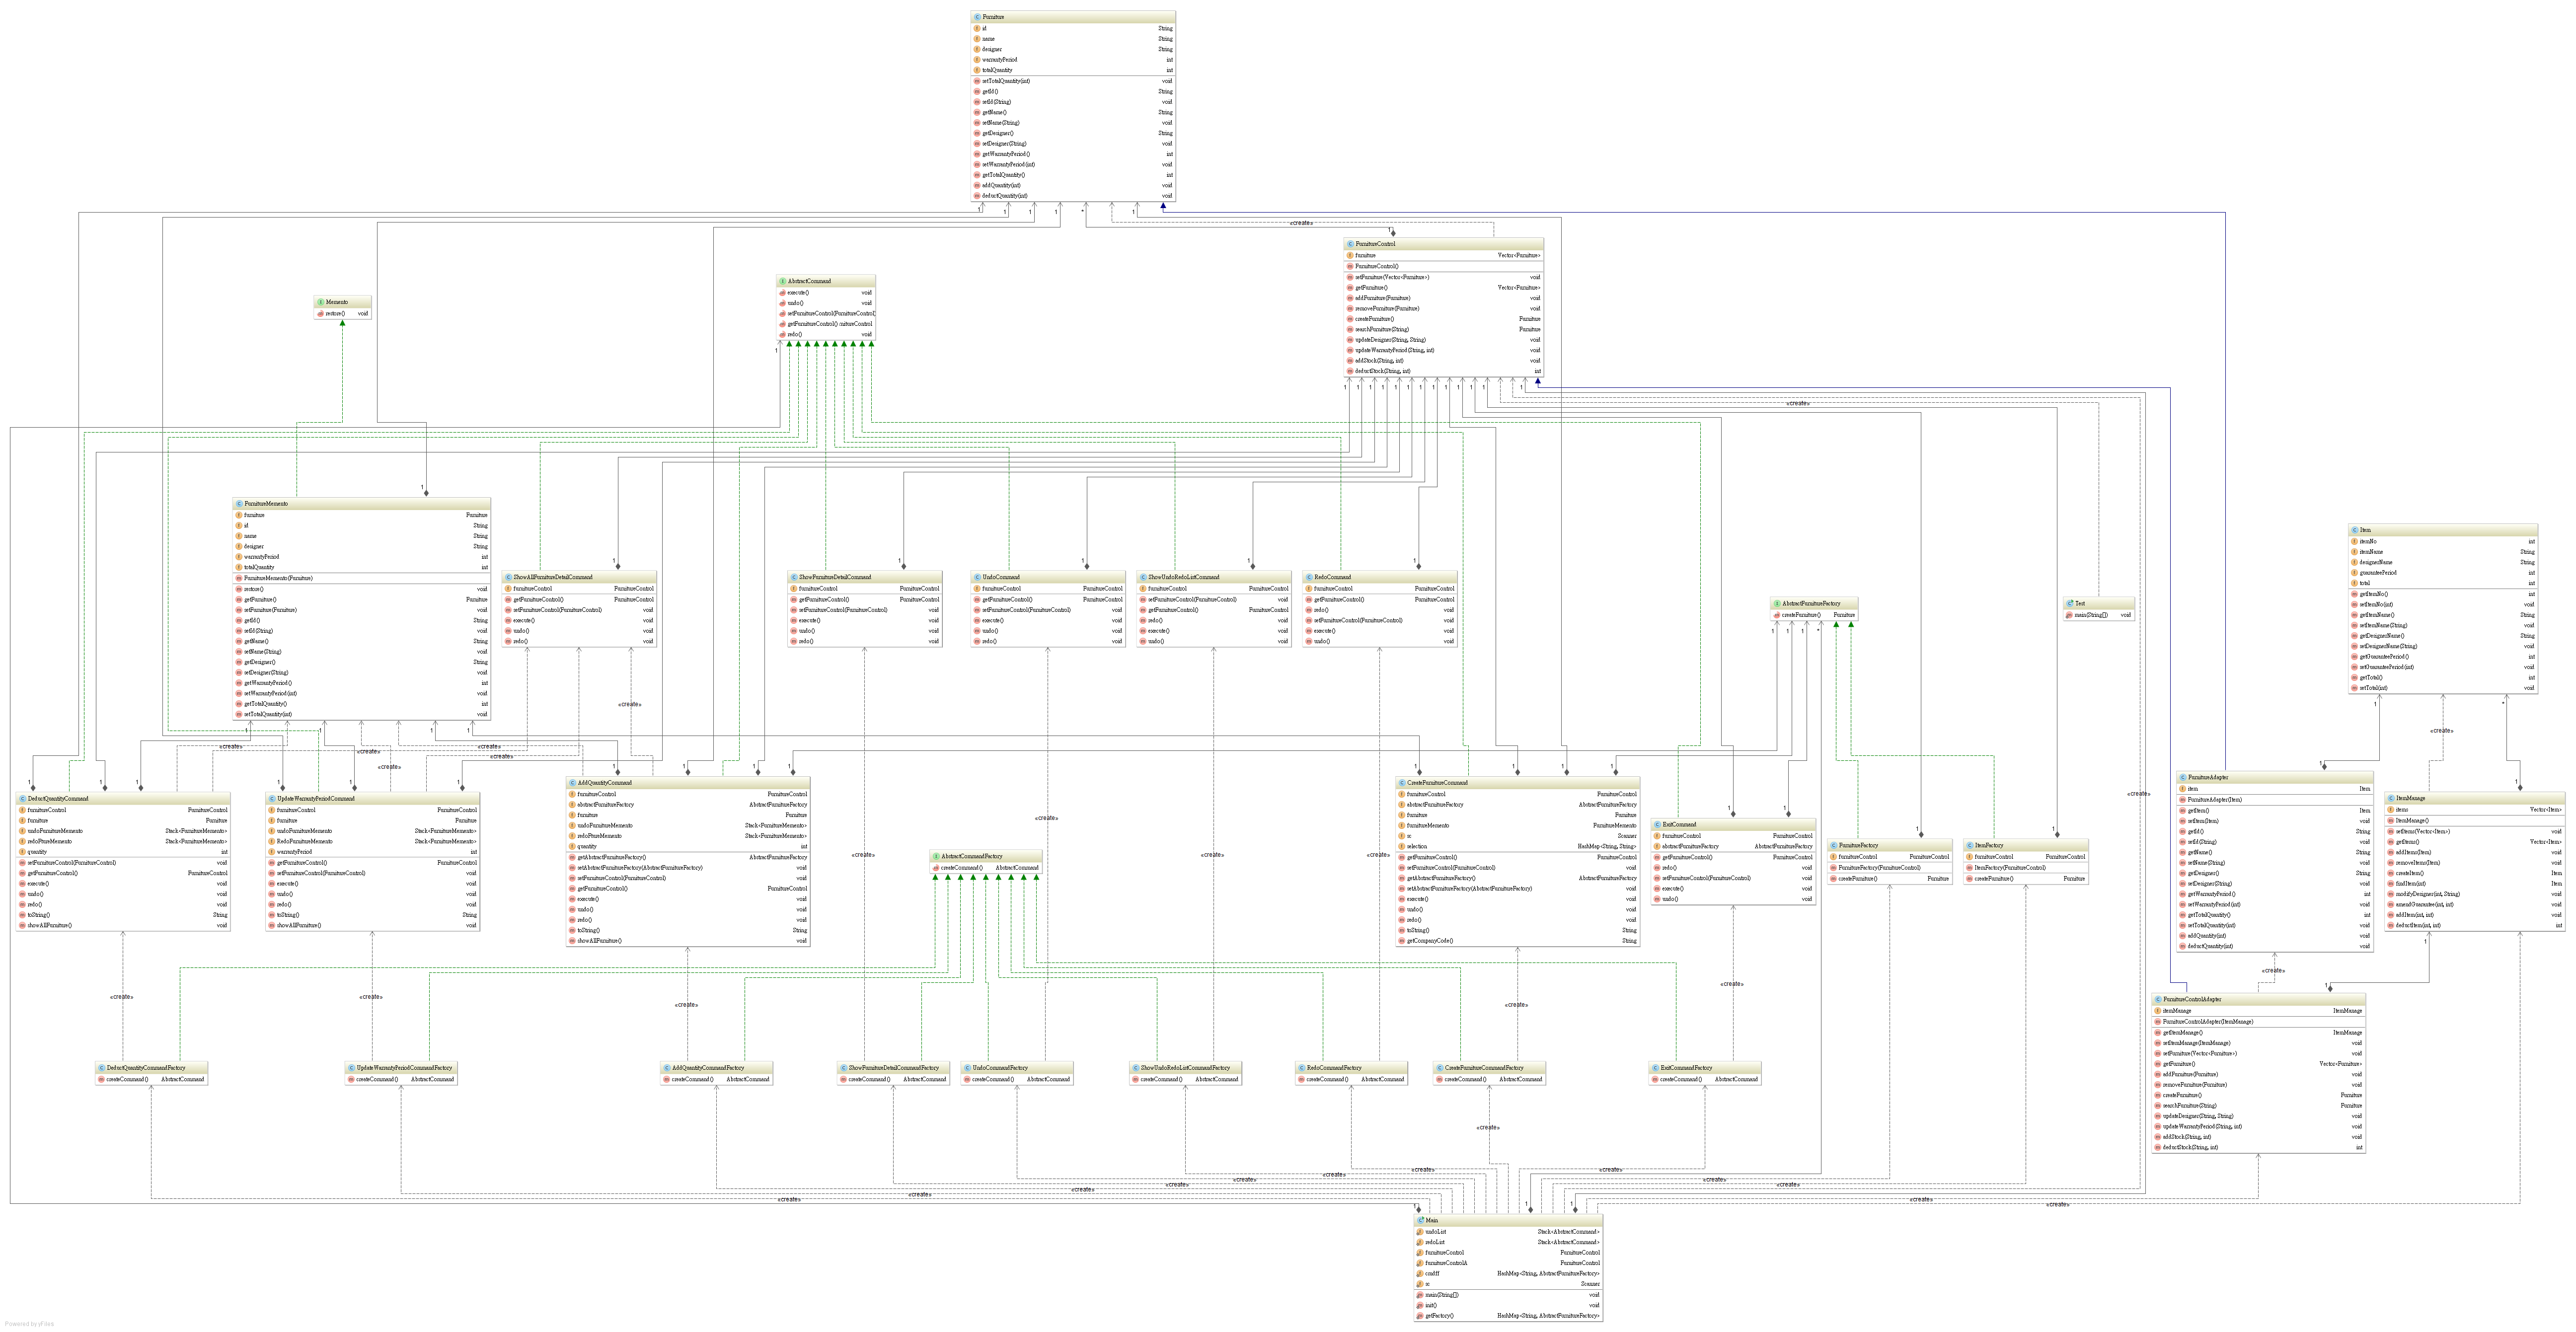 Furniture
id String
name String
designer String
warrantyPeriod int
totalQuantity int
setTotalQuantity(int) void
getId() String
setId(String) void
getName() String
setName(String) void
getDesigner() String
setDesigner(String) void
getWarrantyPeriod() int
setWarrantyPeriod(int) void
getTotalQuantity() int
addQuantity(int) void
deductQuantity(int) void
FurnitureControl
furniture Vector<Furniture>
FurnitureControl()
setFurniture(Vector<Furniture>) void
getFurniture() Vector<Furniture>
addFurniture(Furniture) void
removeFurniture(Furniture) void
createFurniture() Furniture
searchFurniture(String) Furniture
updateDesigner(String, String) void
updateWarrantyPeriod(String, int) void
addStock(String, int) void
deductStock(String, int) int
AbstractCommand
execute() void
undo() void
setFurnitureControl(FurnitureControl)
getFurnitureControl() nitureControl
redo() void
Memento
restore() void
FurnitureMemento
furniture Furniture
id String
name String
designer String
warrantyPeriod int
totalQuantity int
FurnitureMemento(Furniture)
restore() void
getFurniture() Furniture
setFurniture(Furniture) void
getId() String
setId(String) void
getName() String
setName(String) void
getDesigner() String
setDesigner(String) void
getWarrantyPeriod() int
setWarrantyPeriod(int) void
getTotalQuantity() int
setTotalQuantity(int) void
ShowAllFurnitureDetailCommand
furnitureControl FurnitureControl
getFurnitureControl() FurnitureControl
setFurnitureControl(FurnitureControl) void
execute() void
undo() void
redo() void
ShowFurnitureDetailCommand
furnitureControl FurnitureControl
getFurnitureControl() FurnitureControl
setFurnitureControl(FurnitureControl) void
execute() void
undo() void
redo() void
UndoCommand
furnitureControl FurnitureControl
getFurnitureControl() FurnitureControl
setFurnitureControl(FurnitureControl) void
execute() void
undo() void
redo() void
ShowUndoRedoListCommand
furnitureControl FurnitureControl
setFurnitureControl(FurnitureControl) void
getFurnitureControl() FurnitureControl
redo() void
execute() void
undo() void
RedoCommand
furnitureControl FurnitureControl
getFurnitureControl() FurnitureControl
redo() void
setFurnitureControl(FurnitureControl) void
execute() void
undo() void
AbstractFurnitureFactory
createFurniture() Furniture
Test
main(String[]) void
Item
itemNo int
itemName String
designerName String
guaranteePeriod int
total int
getItemNo() int
setItemNo(int) void
getItemName() String
setItemName(String) void
getDesignerName() String
setDesignerName(String) void
getGuaranteePeriod() int
setGuaranteePeriod(int) void
getTotal() int
setTotal(int) void
DeductQuantityCommand
furnitureControl FurnitureControl
furniture Furniture
undoFurnitureMemento Stack<FurnitureMemento>
redoFtureMemento Stack<FurnitureMemento>
quantity int
setFurnitureControl(FurnitureControl) void
getFurnitureControl() FurnitureControl
execute() void
undo() void
redo() void
toString() String
showAllFurniture() void
UpdateWarrantyPeriodCommand
furnitureControl FurnitureControl
furniture Furniture
undoFurnitureMemento Stack<FurnitureMemento>
RedoFurnitureMemento Stack<FurnitureMemento>
warrantyPeriod int
getFurnitureControl() FurnitureControl
setFurnitureControl(FurnitureControl) void
execute() void
undo() void
redo() void
toString() String
showAllFurniture() void
AddQuantityCommand
furnitureControl FurnitureControl
abstractFurnitureFactory AbstractFurnitureFactory
furniture Furniture
undoFurnitureMemento Stack<FurnitureMemento>
redoFtureMemento Stack<FurnitureMemento>
quantity int
getAbstractFurnitureFactory() AbstractFurnitureFactory
setAbstractFurnitureFactory(AbstractFurnitureFactory) void
setFurnitureControl(FurnitureControl) void
getFurnitureControl() FurnitureControl
execute() void
undo() void
redo() void
toString() String
showAllFurniture() void
CreateFurnitureCommand
furnitureControl FurnitureControl
abstractFurnitureFactory AbstractFurnitureFactory
furniture Furniture
furnitureMemento FurnitureMemento
sc Scanner
selection HashMap<String, String>
getFurnitureControl() FurnitureControl
setFurnitureControl(FurnitureControl) void
getAbstractFurnitureFactory() AbstractFurnitureFactory
setAbstractFurnitureFactory(AbstractFurnitureFactory) void
execute() void
undo() void
redo() void
toString() String
getCompanyCode() String
ExitCommand
furnitureControl FurnitureControl
abstractFurnitureFactory AbstractFurnitureFactory
getFurnitureControl() FurnitureControl
redo() void
setFurnitureControl(FurnitureControl) void
execute() void
undo() void
FurnitureFactory
furnitureControl FurnitureControl
FurnitureFactory(FurnitureControl)
createFurniture() Furniture
ItemFactory
furnitureControl FurnitureControl
ItemFactory(FurnitureControl)
createFurniture() Furniture
FurnitureAdapter
item Item
FurnitureAdapter(Item)
getItem() Item
setItem(Item) void
getId() String
setId(String) void
getName() String
setName(String) void
getDesigner() String
setDesigner(String) void
getWarrantyPeriod() int
setWarrantyPeriod(int) void
getTotalQuantity() int
setTotalQuantity(int) void
addQuantity(int) void
deductQuantity(int) void
ItemManage
items Vector<Item>
ItemManage()
setItems(Vector<Item>) void
getItems() Vector<Item>
addItems(Item) void
removeItems(Item) void
createItem() Item
findItem(int) Item
modifyDesigner(int, String) void
amendGuarantee(int, int) void
addItem(int, int) void
deductItem(int, int) int
AbstractCommandFactory
createCommand() AbstractCommand
FurnitureControlAdapter
itemManage ItemManage
FurnitureControlAdapter(ItemManage)
getItemManage() ItemManage
setItemManage(ItemManage) void
setFurniture(Vector<Furniture>) void
getFurniture() Vector<Furniture>
addFurniture(Furniture) void
removeFurniture(Furniture) void
createFurniture() Furniture
searchFurniture(String) Furniture
updateDesigner(String, String) void
updateWarrantyPeriod(String, int) void
addStock(String, int) void
deductStock(String, int) int
DeductQuantityCommandFactory
createCommand() AbstractCommand
UpdateWarrantyPeriodCommandFactory
createCommand() AbstractCommand
AddQuantityCommandFactory
createCommand() AbstractCommand
ShowFurnitureDetailCommandFactory
createCommand() AbstractCommand
UndoCommandFactory
createCommand() AbstractCommand
ShowUndoRedoListCommandFactory
createCommand() AbstractCommand
RedoCommandFactory
createCommand() AbstractCommand
CreateFurnitureCommandFactory
createCommand() AbstractCommand
ExitCommandFactory
createCommand() AbstractCommand
Main
undoList Stack<AbstractCommand>
redoList Stack<AbstractCommand>
furnitureControl FurnitureControl
furnitureControlA FurnitureControl
cmdff HashMap<String, AbstractFurnitureFactory>
sc Scanner
main(String[]) void
init() void
getFactory() HashMap<String, AbstractFurnitureFactory>
«create»
Powered by yFiles